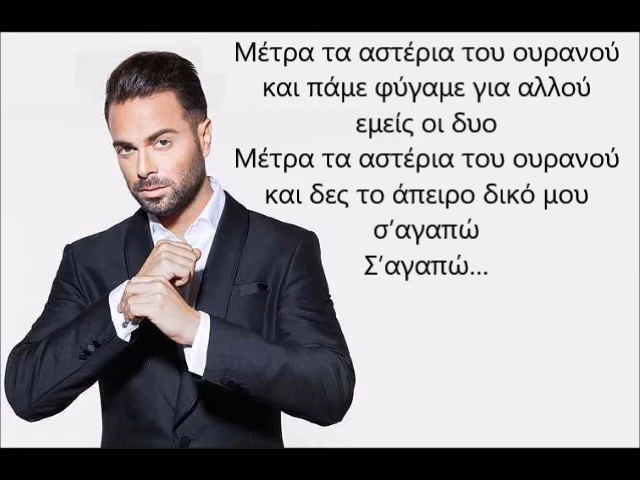 Μέτρα τα αστέρια του ουρανού
και πάμε φύγαμε για αλλού
εμείς οι δυο
Μέτρα τα αστέρια του ουρανού
και δες το άπειρο δικό μου
σ’αγαπώ
Σ’αγαπώ...